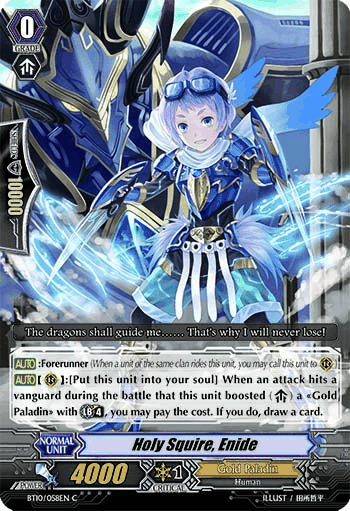 0
GRADE
10000
SHIELD
The dragons shall guide me...... That's why I will never lose!
AUTO :Forerunner (When a unit of the same clan rides this unit, you may call this unit to Ⓡ)
AUTO [Ⓡ]:[Put this unit into your soul] When an attack hits a
vanguard during the battle that this unit boosted ( ) a «Gold
Paladin» with LB4, you may pay the cost. If you do, draw a card.
NORMAL
UNIT
Holy Squire, Enide
POWER
4000
1
CRITICAL
Gold Paladin
Human
BT10/058EN C
ILLUST / 田所哲平